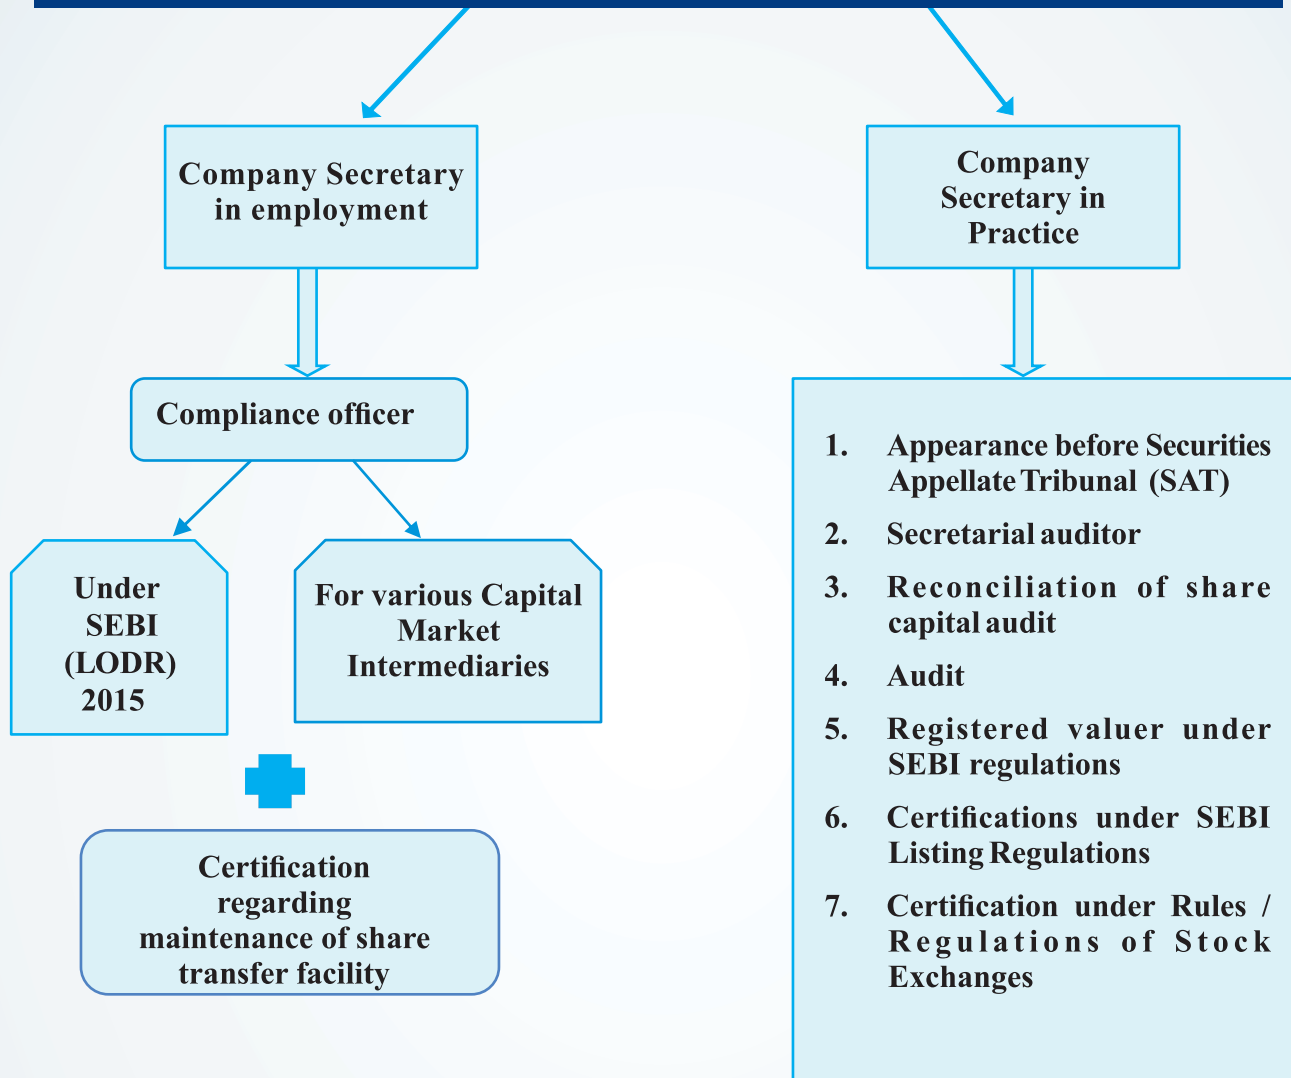 Company Secretary
in employment
Company
Secretary in
Practice
Compliance officer
Under
SEBI
(LODR)
2015
For various Capital
Market
Intermediaries
Certification
regarding
maintenance of share
transfer facility
1. Appearance before Securities
Appellate Tribunal (SAT)
2. Secretarial auditor
3. Reconciliation of share
capital audit
4. Audit
5. Registered valuer under
SEBI regulations
6. Certifications under SEBI
Listing Regulations
7. Certification under Rules /
Regulations of Stock
Exchanges